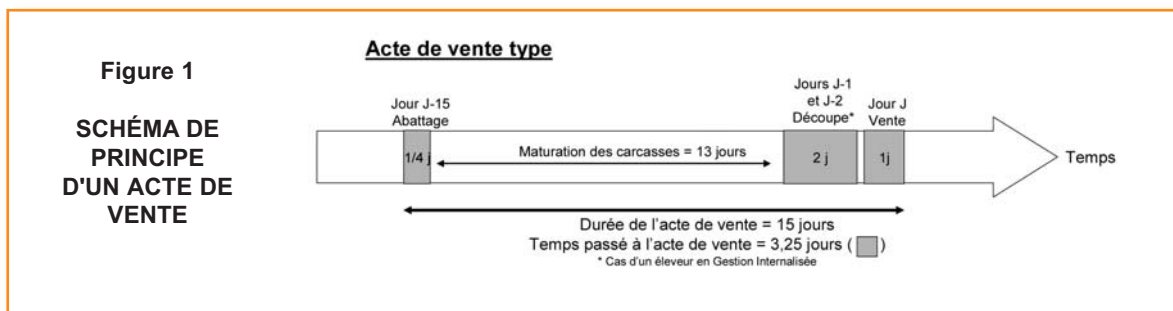 Figure 1
SCHÉMA DE
PRINCIPE
D'UN ACTE DE
VENTE
Acte de vente type
Jour J-15
Abattage
Jours J-1
et J-2
Découpe*
Jour J
Vente
1/4 j
Maturation des carcasses = 13 jours
2 j
1j
Temps
Durée de l'acte de vente = 15 jours
Temps passé à l'acte de vente = 3,25 jours ( )
* Cas d'un éleveur en Gestion Internalisée